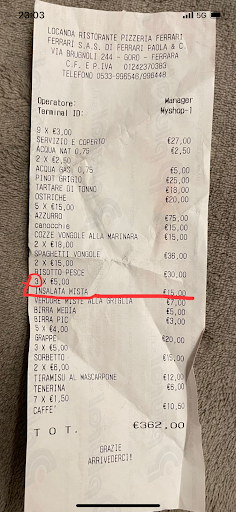 20:03
5G
LOCANDA RISTORANTE PIZZERIA FERRARI
FERRARI S.A.S. DI FERRARI PAOLA & C.
VIA BRUGNOLI 244 - GORO - FERRARA
C.F. E P.IVA 01242370383
TELEFONO 0533-996546/996448
Operatore: Manager
Terminal ID: Myshop-1
9 X €3,00
SERVIZIO E COPERTO €27,00
ACQUA NAT 0,75 €2,50
2 X €2,50
ACQUA GAS 0,75 €5,00
PINOT GRIGIO €25,00
TARTARE DI TONNO €18,00
OSTRICHE €20,00
5 X €15,00
AZZURRO €75,00
canocchie €15,00
COZZE VONGOLE ALLA MARINARA €15,00
2 X €18,00
SPAGHETTI VONGOLE €36,00
2 X €15,00
RISOTTO PESCE €30,00
3 X €5,00
INSALATA MISTA €15,00
VERDURE MISTE ALLA GRIGLIA €7,00
BIRRA MEDIA €5,00
BIRRA PIC €3,00
5 X €4,00
GRAPPE €20,00
3 X €5,00
SORBETTO €15,00
2 X €6,00
TIRAMISU AL MASCARPONE €12,00
TENERINA €5,00
7 X €1,50
CAFFE' €10,50
TOT. €362,00
GRAZIE
ARRIVEDERCI!